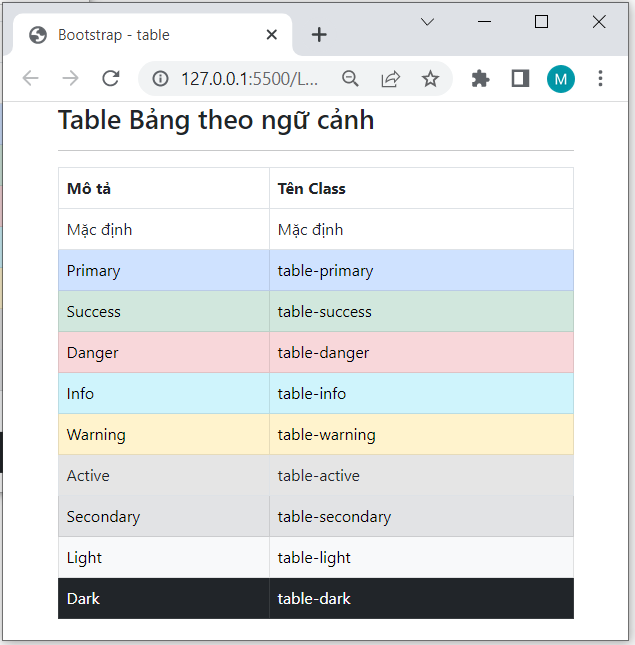 Bootstrap - table
127.0.0.1:5500/L...
M
Table Bảng theo ngữ cảnh
Mô tả Tên Class
Mặc định Mặc định
Primary table-primary
Success table-success
Danger table-danger
Info table-info
Warning table-warning
Active table-active
Secondary table-secondary
Light table-light
Dark table-dark